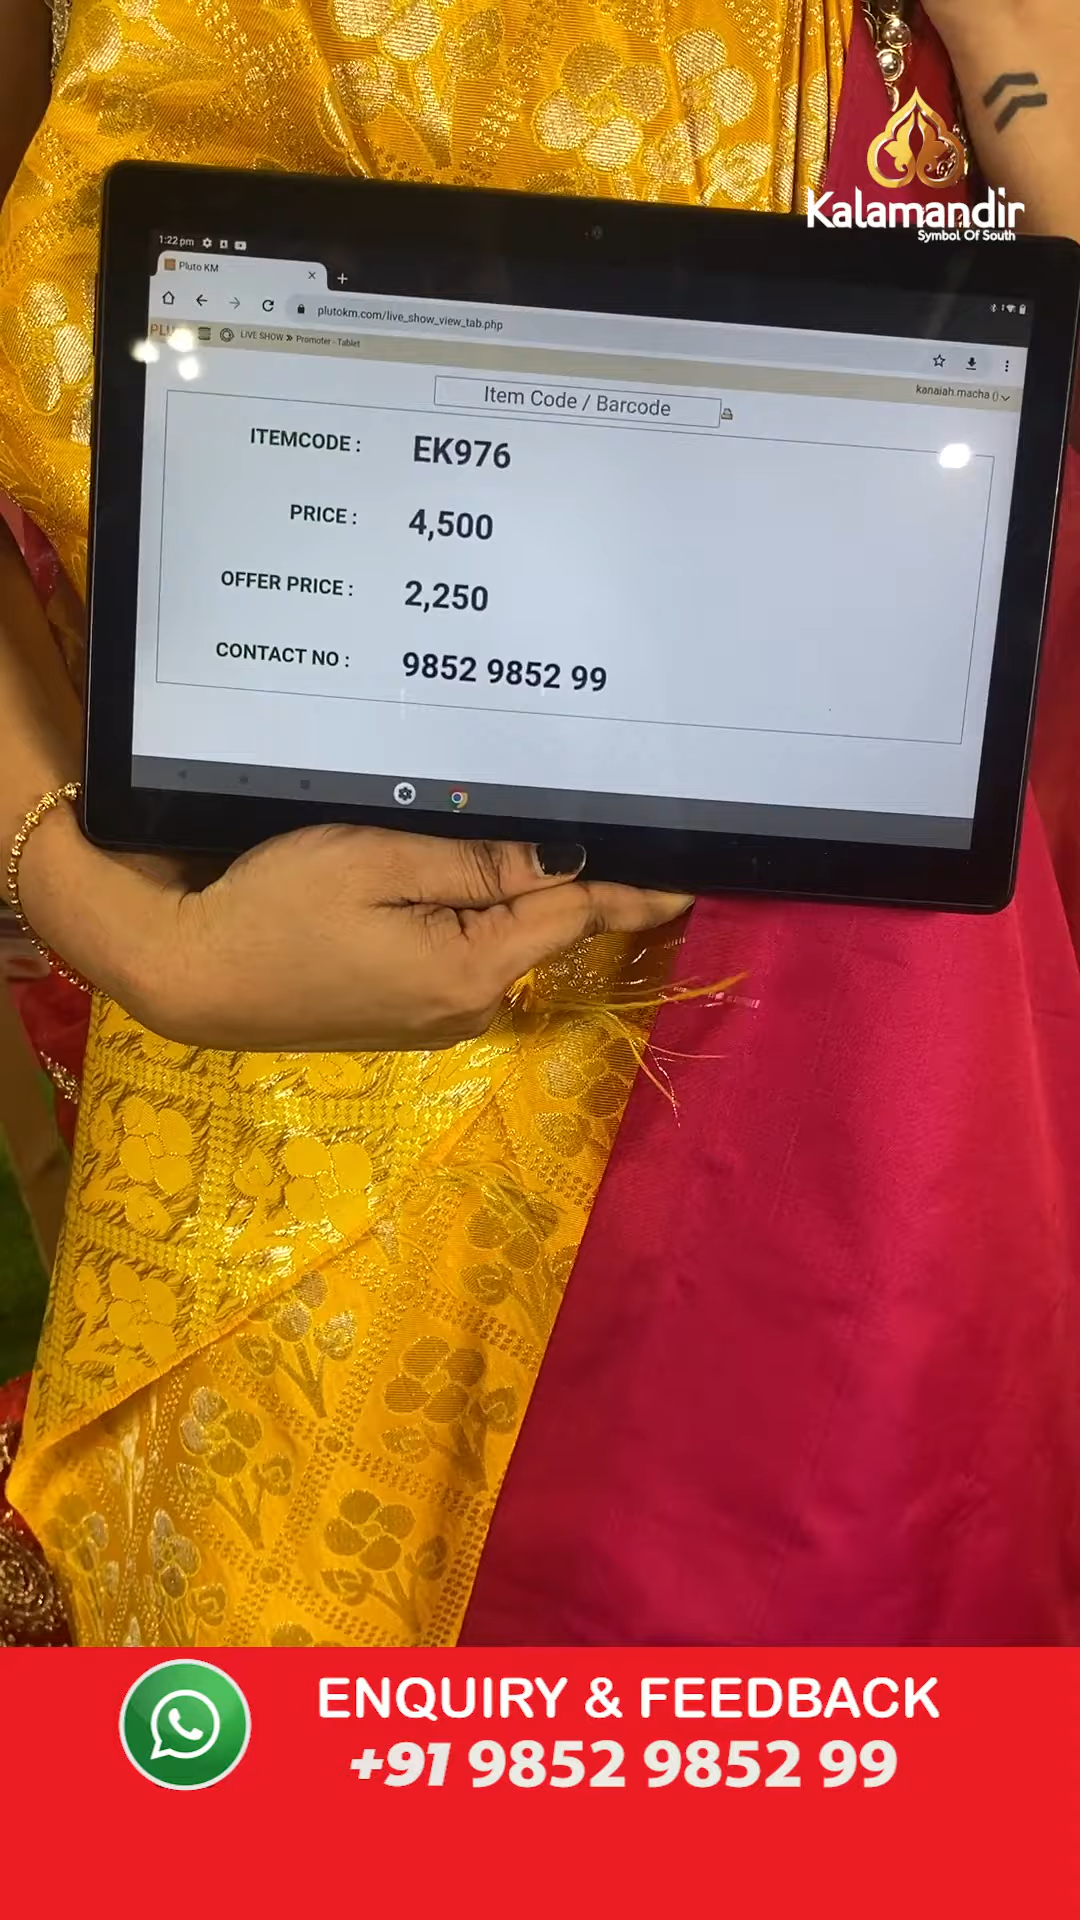 Kalamandir
Symbol Of South
1:22 pm
Pluto KM
plutokm.com/live_show_view_tab.php
LIVE SHOW » Promoter - Tablet
kanaiah.macha ()
Item Code / Barcode
ITEMCODE : EK976
PRICE : 4,500
OFFER PRICE : 2,250
CONTACT NO : 9852 9852 99
ENQUIRY & FEEDBACK
+91 9852 9852 99